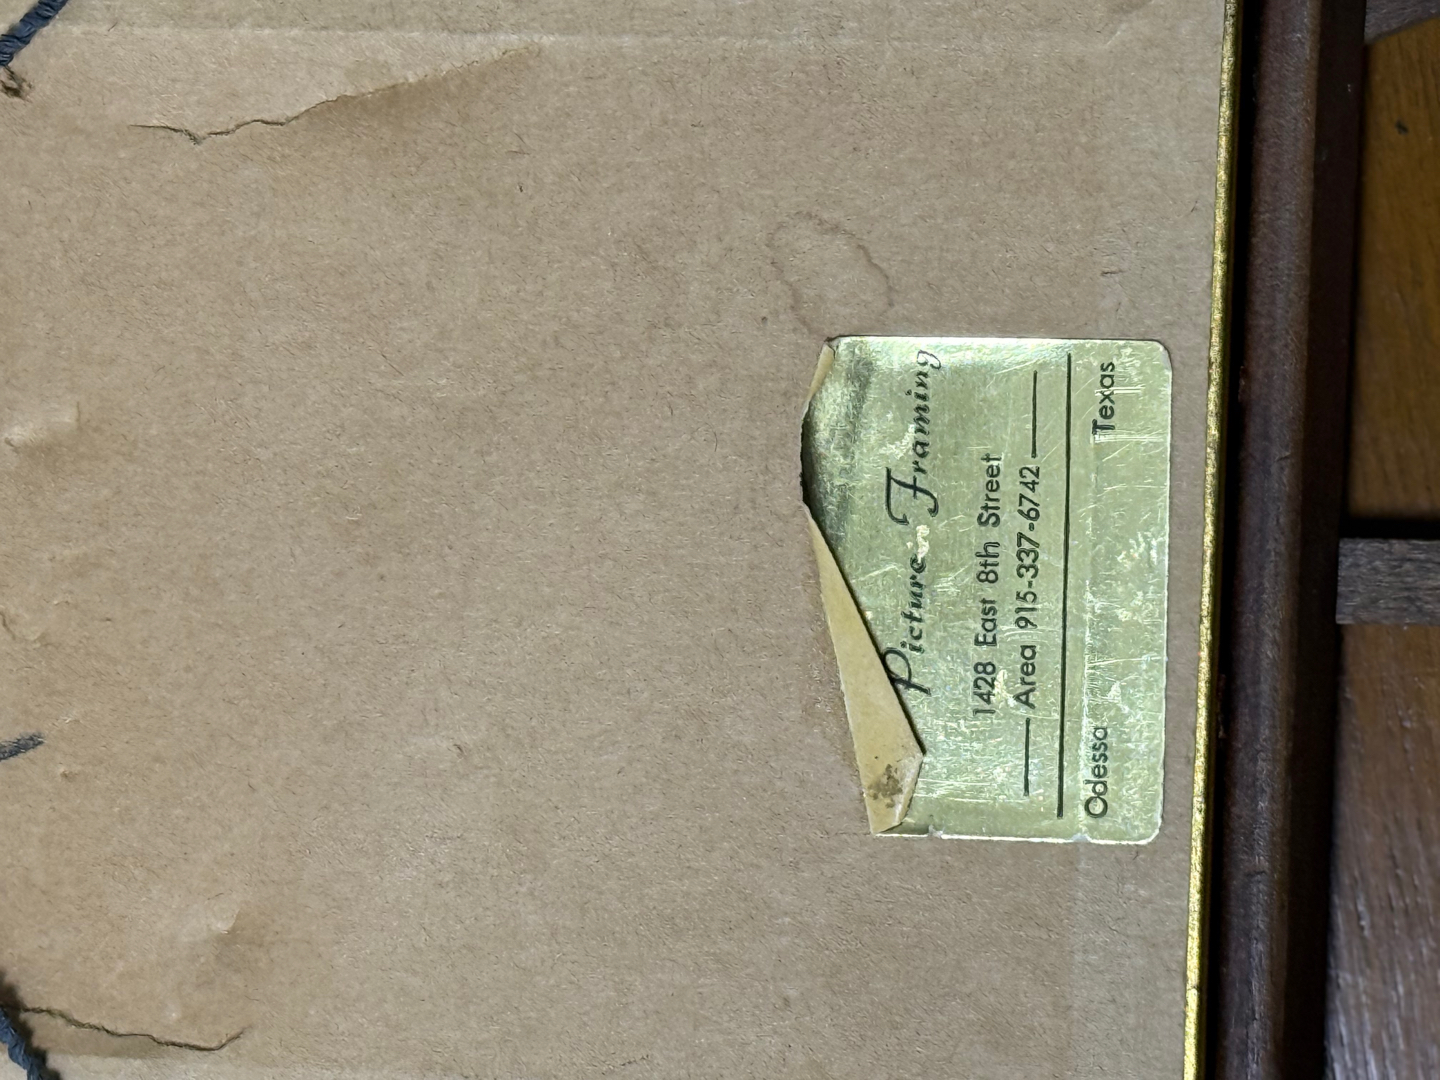 Picture Framing
1428 East 8th Street
Area 915-337-6742
Odessa Texas